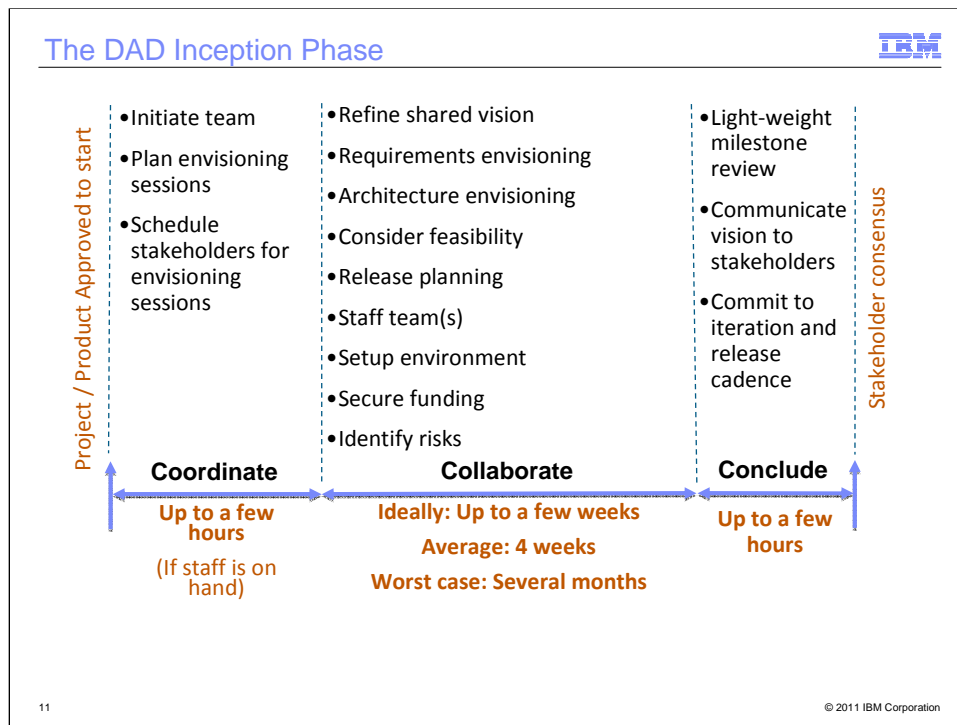 The DAD Inception Phase
IBM
Project / Product Approved to start
•Initiate team
•Plan envisioning
sessions
•Schedule
stakeholders for
envisioning
sessions
•Refine shared vision
•Requirements envisioning
•Architecture envisioning
•Consider feasibility
•Release planning
•Staff team(s)
•Setup environment
•Secure funding
•Identify risks
•Light-weight
milestone
review
•Communicate
vision to
stakeholders
•Commit to
iteration and
release
cadence
Stakeholder consensus
Coordinate
Collaborate
Conclude
Up to a few
hours
(If staff is on
hand)
Ideally: Up to a few weeks
Average: 4 weeks
Worst case: Several months
Up to a few
hours
11
© 2011 IBM Corporation